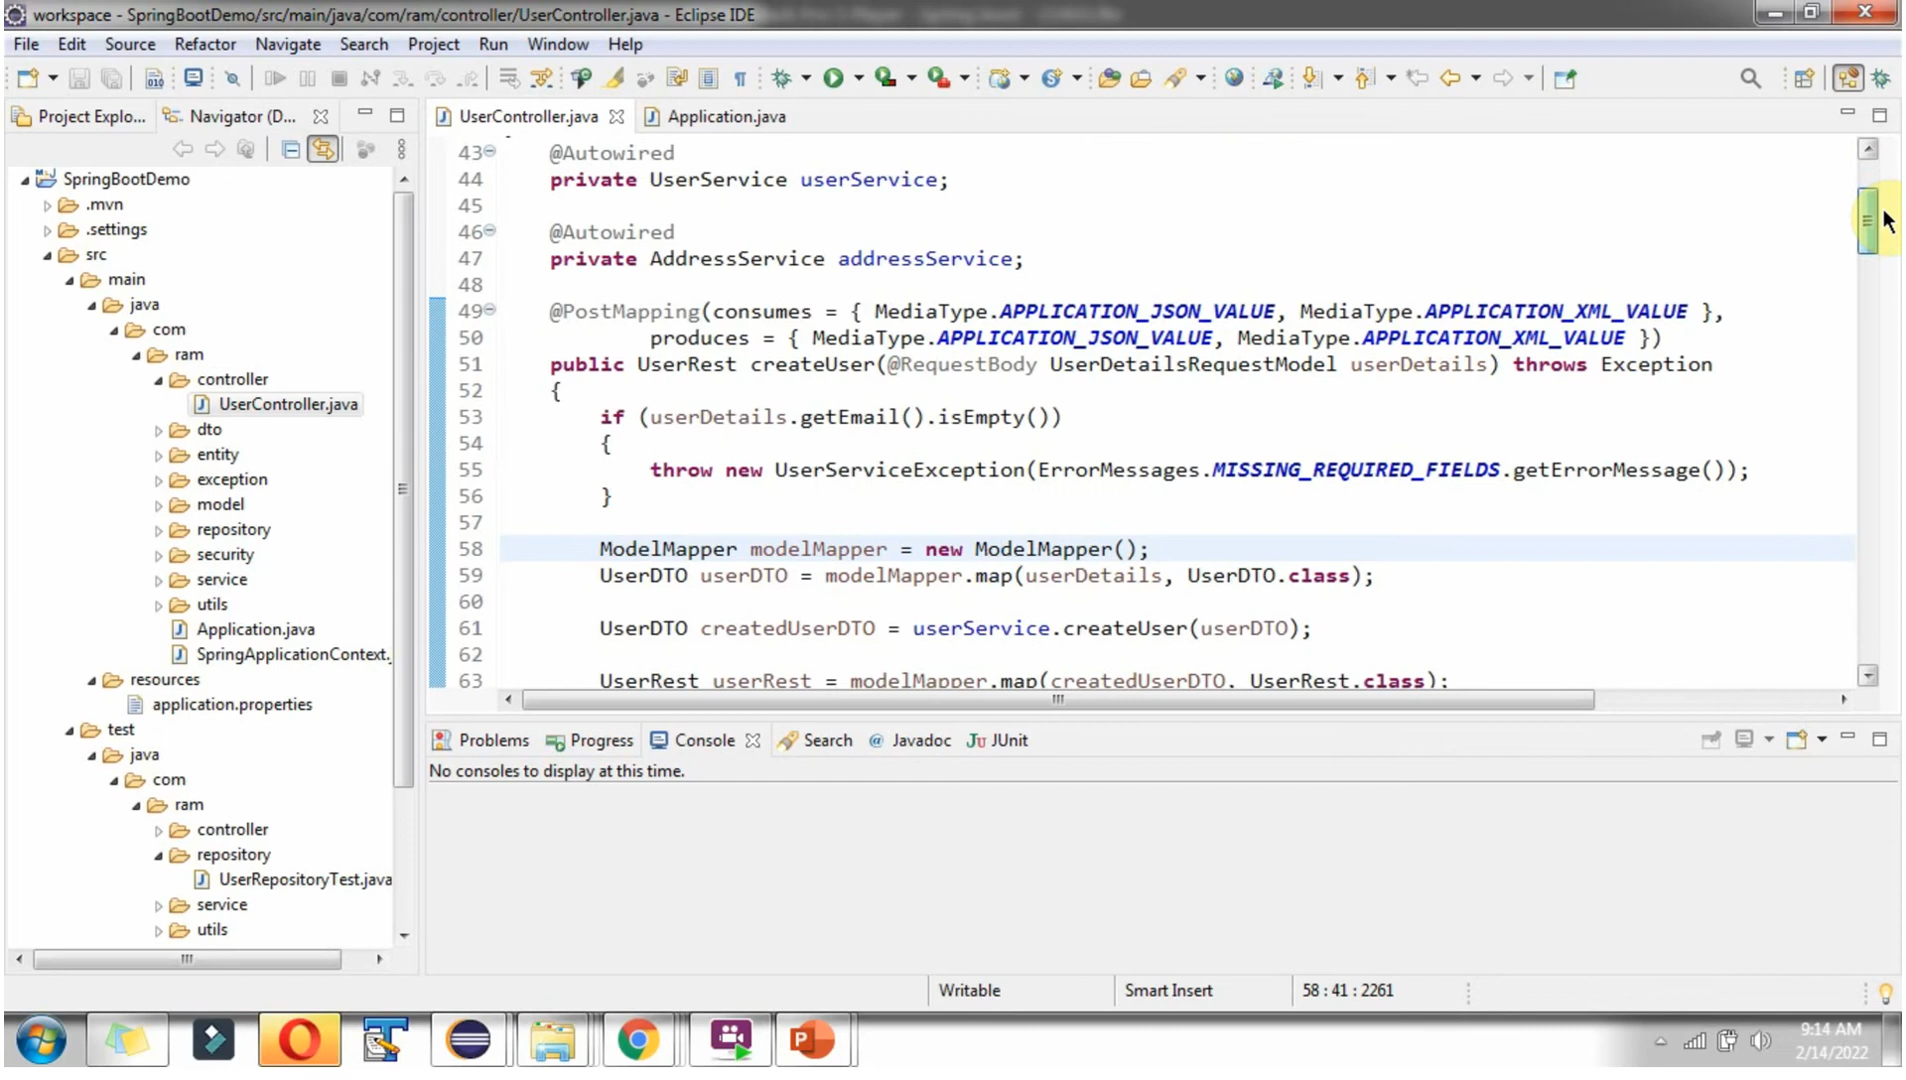 workspace - SpringBootDemo/src/main/java/com/ram/controller/UserController.java - Eclipse IDE
File Edit Source Refactor Navigate Search Project Run Window Help
Project Explo... Navigator (D...
UserController.java Application.java
SpringBootDemo
.mvn
.settings
src
main
java
com
ram
controller
UserController.java
dto
entity
exception
model
repository
security
service
utils
Application.java
SpringApplicationContext.
resources
application.properties
test
java
com
ram
controller
repository
UserRepositoryTest.java
service
utils
43 @Autowired
44 private UserService userService;
45
46 @Autowired
47 private AddressService addressService;
48
49 @PostMapping(consumes = { MediaType.APPLICATION_JSON_VALUE, MediaType.APPLICATION_XML_VALUE },
50 produces = { MediaType.APPLICATION_JSON_VALUE, MediaType.APPLICATION_XML_VALUE })
51 public UserRest createUser(@RequestBody UserDetailsRequestModel userDetails) throws Exception
52 {
53 if (userDetails.getEmail().isEmpty())
54 {
55 throw new UserServiceException(ErrorMessages.MISSING_REQUIRED_FIELDS.getErrorMessage());
56 }
57
58 ModelMapper modelMapper = new ModelMapper();
59 UserDTO userDTO = modelMapper.map(userDetails, UserDTO.class);
60
61 UserDTO createdUserDTO = userService.createUser(userDTO);
62
63 UserRest userRest = modelMapper.map(createdUserDTO, UserRest.class);
Problems Progress Console Search @ Javadoc Ju JUnit
No consoles to display at this time.
Writable Smart Insert 58 : 41 : 2261
9:14 AM
2/14/2022